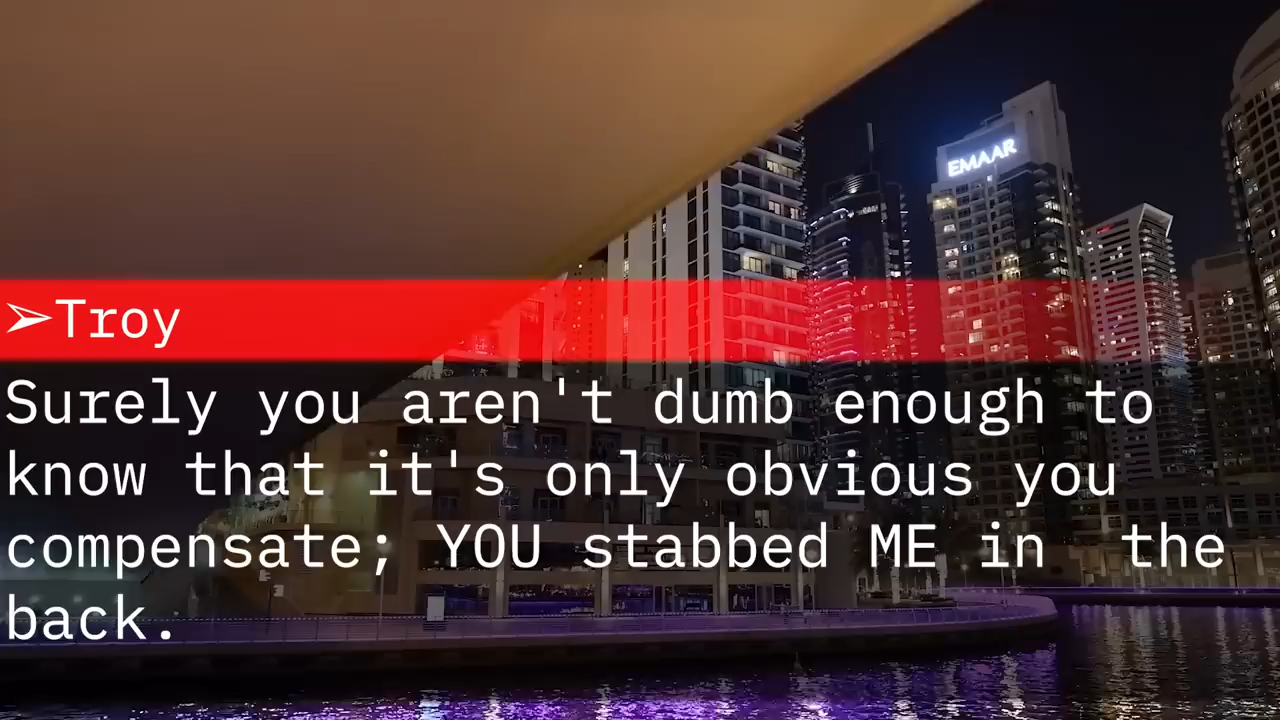 EMAAR
➢Troy
Surely you aren't dumb enough to
know that it's only obvious you
compensate; YOU stabbed ME in  the
back.